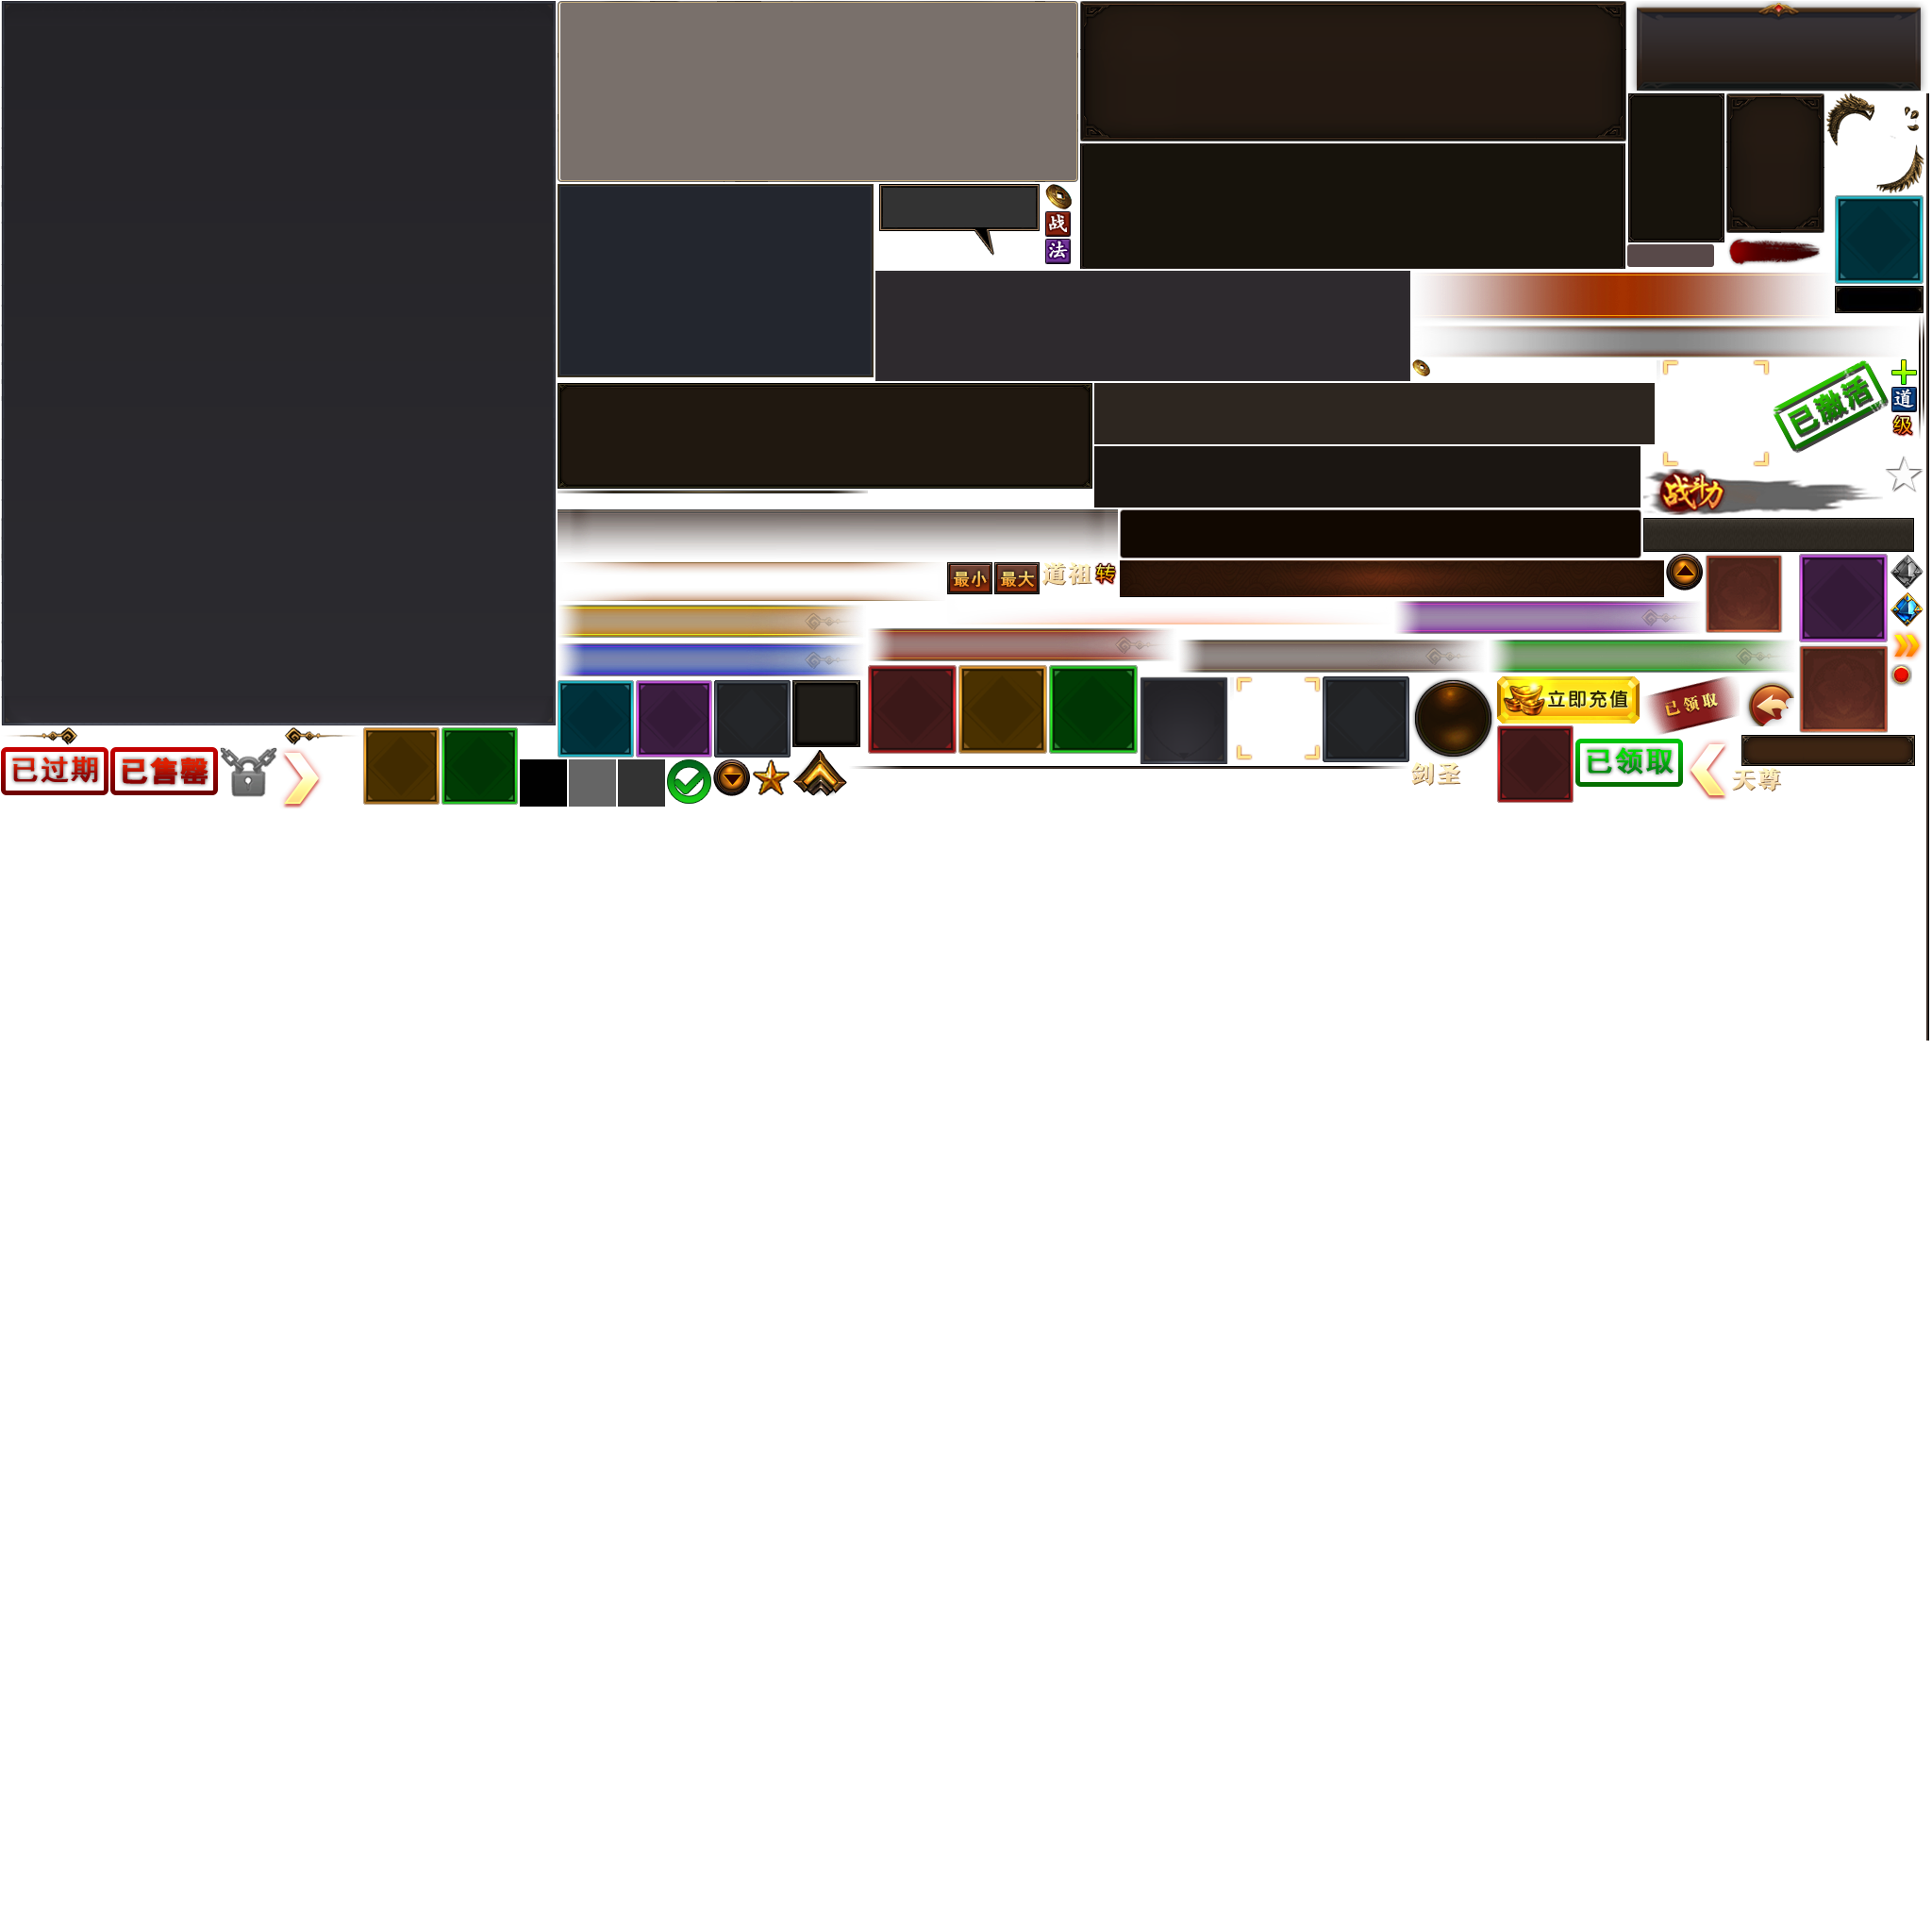 战
法
已激活
道
级
战斗力
最小
最大
道祖
转
立即充值
已领取
已过期
已售罄
剑圣
已领取
天尊